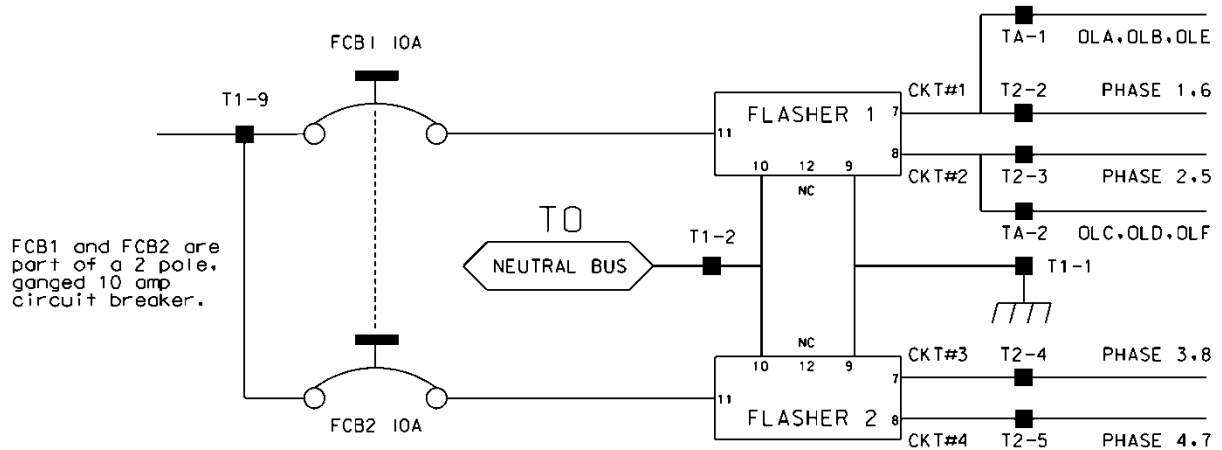 FCB1 10A
T1-9
FCB1 and FCB2 are
part of a 2 pole,
ganged 10 amp
circuit breaker.
FCB2 10A
TO
NEUTRAL BUS
T1-2
FLASHER 1
11
7
8
10 12 9
NC
CKT#1
CKT#2
TA-1 OLA,OLB,OLE
T2-2 PHASE 1,6
T2-3 PHASE 2,5
TA-2 OLC,OLD,OLF
T1-1
NC
10 12 9
11
7
8
FLASHER 2
CKT#3 T2-4 PHASE 3,8
CKT#4 T2-5 PHASE 4,7